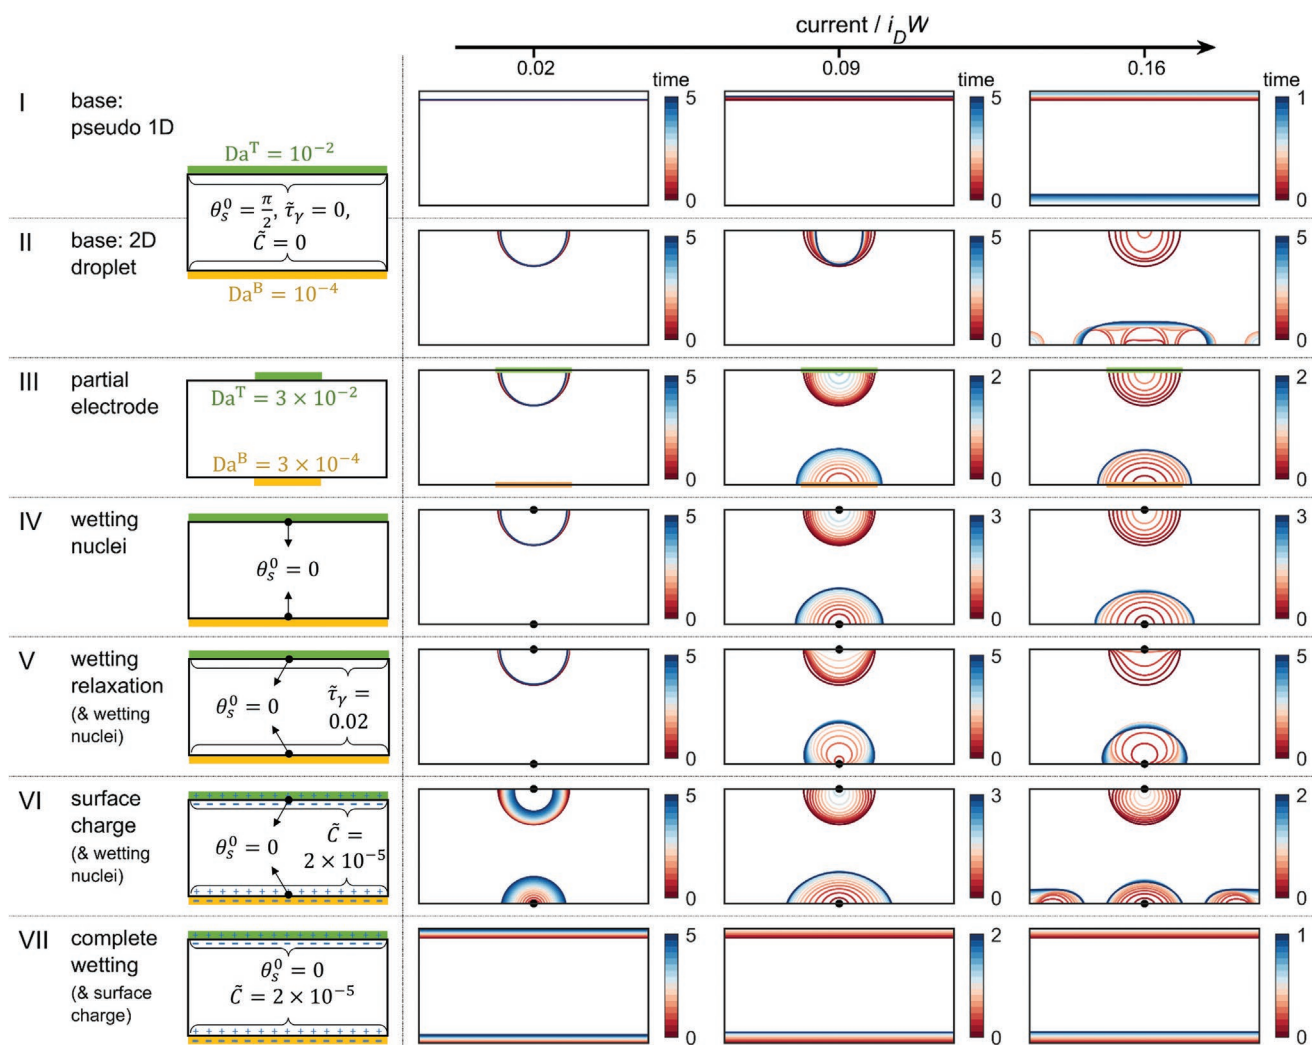 current / i_D W
0.02 0.09 0.16
time time time
I base:
pseudo 1D
5 5 1
0 0 0
Da^T = 10^−2
θ_s^0 = π/2, τ̃_γ = 0,
C̃ = 0
Da^B = 10^−4
II base: 2D
droplet
5 5 2
0 0 0
III partial
electrode
Da^T = 3 × 10^−2
Da^B = 3 × 10^−4
5 2 2
0 0 0
IV wetting
nuclei
θ_s^0 = 0
5 3 3
0 0 0
V wetting
relaxation
(& wetting
nuclei)
θ_s^0 = 0
τ̃_γ =
0.02
5 5 5
0 0 0
VI surface
charge
(& wetting
nuclei)
θ_s^0 = 0
C̃ =
2 × 10^−5
5 3 2
0 0 0
VII complete
wetting
(& surface
charge)
θ_s^0 = 0
C̃ = 2 × 10^−5
5 2 1
0 0 0